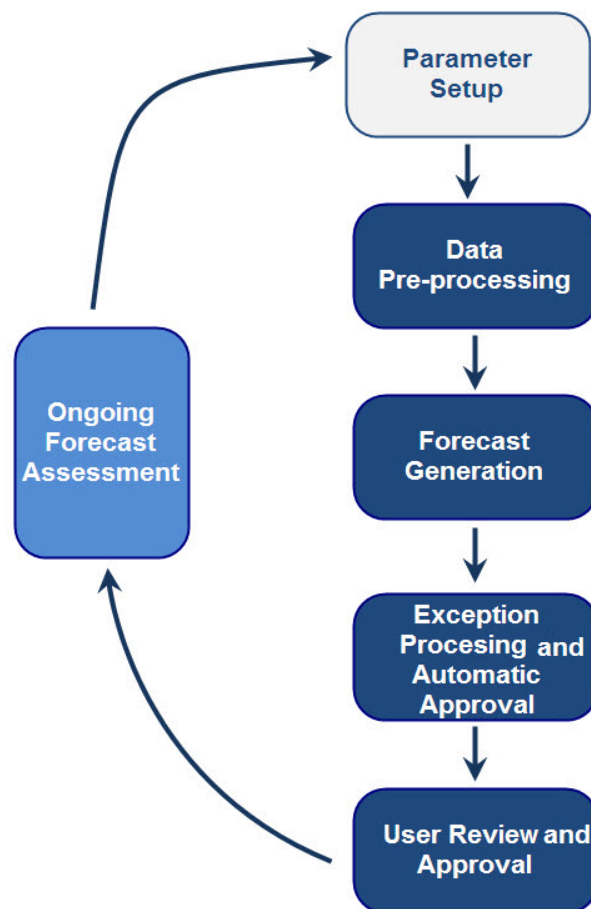 Parameter
Setup
Data
Pre-processing
Forecast
Generation
Exception
Procesing and
Automatic
Approval
User Review and
Approval
Ongoing
Forecast
Assessment